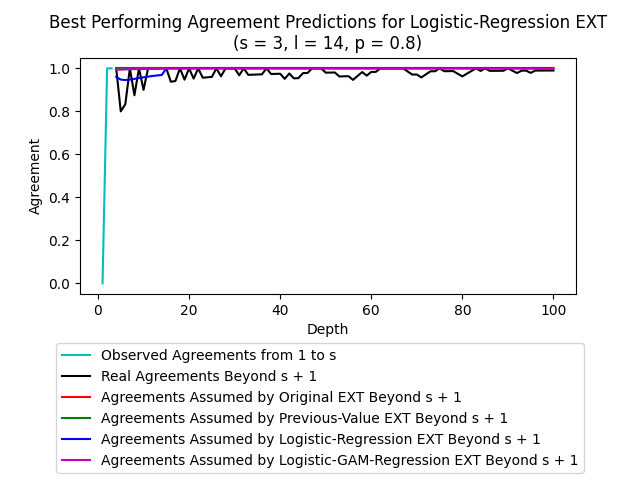 Best Performing Agreement Predictions for Logistic-Regression EXT
(s = 3, l = 14, p = 0.8)
1.0
0.8
0.6
0.4
0.2
0.0
Agreement
0 20 40 60 80 100
Depth
Observed Agreements from 1 to s
Real Agreements Beyond s + 1
Agreements Assumed by Original EXT Beyond s + 1
Agreements Assumed by Previous-Value EXT Beyond s + 1
Agreements Assumed by Logistic-Regression EXT Beyond s + 1
Agreements Assumed by Logistic-GAM-Regression EXT Beyond s + 1